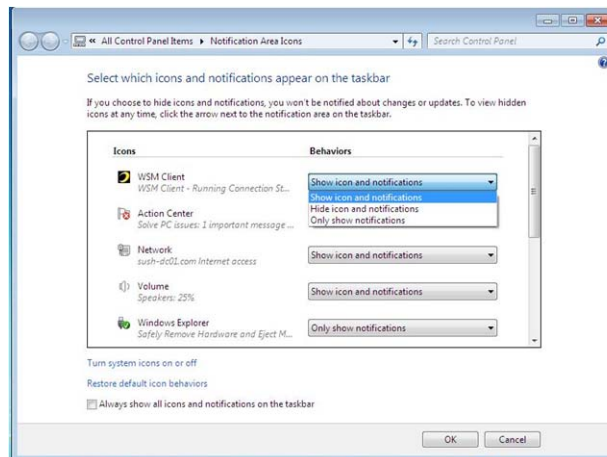 « All Control Panel Items ▸ Notification Area Icons
Search Control Panel
Select which icons and notifications appear on the taskbar
If you choose to hide icons and notifications, you won't be notified about changes or updates. To view hidden
icons at any time, click the arrow next to the notification area on the taskbar.
Icons Behaviors
WSM Client Show icon and notifications
WSM Client - Running Connection St...
Show icon and notifications
Hide icon and notifications
Only show notifications
Action Center
Solve PC issues: 1 important message ...
Network Show icon and notifications
sush-dc01.com Internet access
Volume Show icon and notifications
Speakers: 25%
Windows Explorer Only show notifications
Safely Remove Hardware and Eject M...
Turn system icons on or off
Restore default icon behaviors
Always show all icons and notifications on the taskbar
OK Cancel